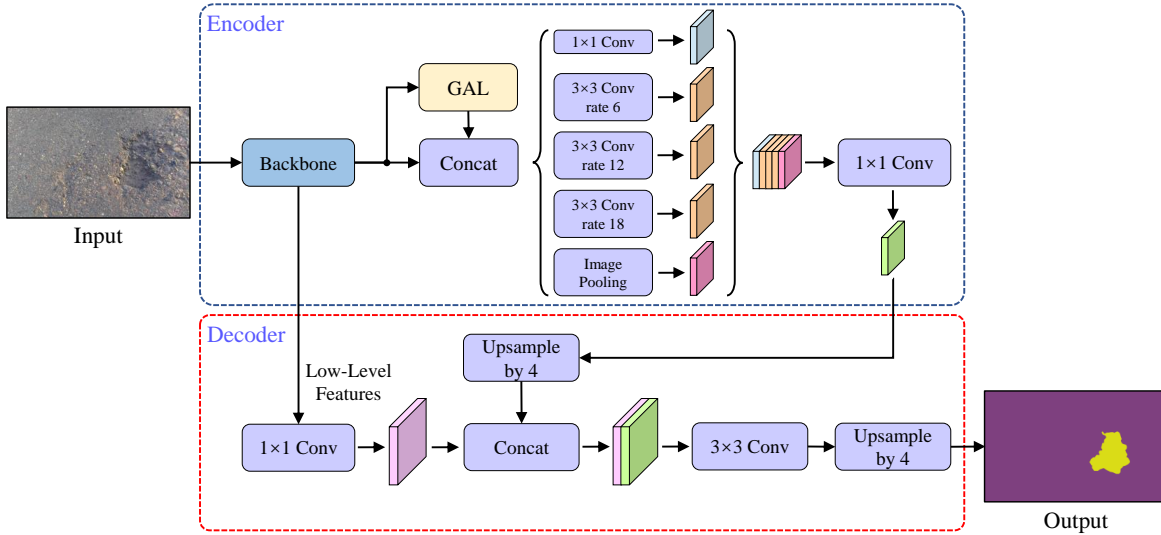 Encoder
Input
Backbone
GAL
Concat
1×1 Conv
3×3 Conv
rate 6
3×3 Conv
rate 12
3×3 Conv
rate 18
Image
Pooling
1×1 Conv
Decoder
Low-Level
Features
Upsample
by 4
1×1 Conv
Concat
3×3 Conv
Upsample
by 4
Output